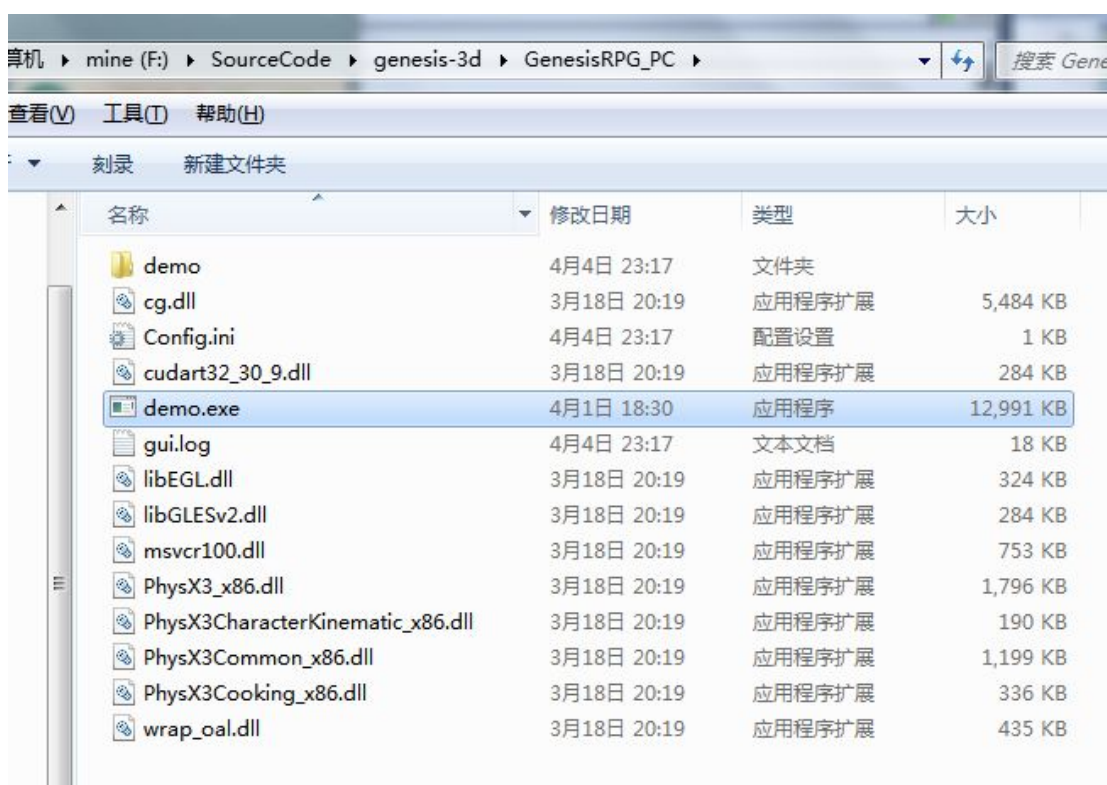 算机 ▸ mine (F:) ▸ SourceCode ▸ genesis-3d ▸ GenesisRPG_PC ▸ 搜索 Gene
查看(V) 工具(T) 帮助(H)
刻录 新建文件夹
名称 修改日期 类型 大小
demo 4月4日 23:17 文件夹
cg.dll 3月18日 20:19 应用程序扩展 5,484 KB
Config.ini 4月4日 23:17 配置设置 1 KB
cudart32_30_9.dll 3月18日 20:19 应用程序扩展 284 KB
demo.exe 4月1日 18:30 应用程序 12,991 KB
gui.log 4月4日 23:17 文本文档 18 KB
libEGL.dll 3月18日 20:19 应用程序扩展 324 KB
libGLESv2.dll 3月18日 20:19 应用程序扩展 284 KB
msvcr100.dll 3月18日 20:19 应用程序扩展 753 KB
PhysX3_x86.dll 3月18日 20:19 应用程序扩展 1,796 KB
PhysX3CharacterKinematic_x86.dll 3月18日 20:19 应用程序扩展 190 KB
PhysX3Common_x86.dll 3月18日 20:19 应用程序扩展 1,199 KB
PhysX3Cooking_x86.dll 3月18日 20:19 应用程序扩展 336 KB
wrap_oal.dll 3月18日 20:19 应用程序扩展 435 KB